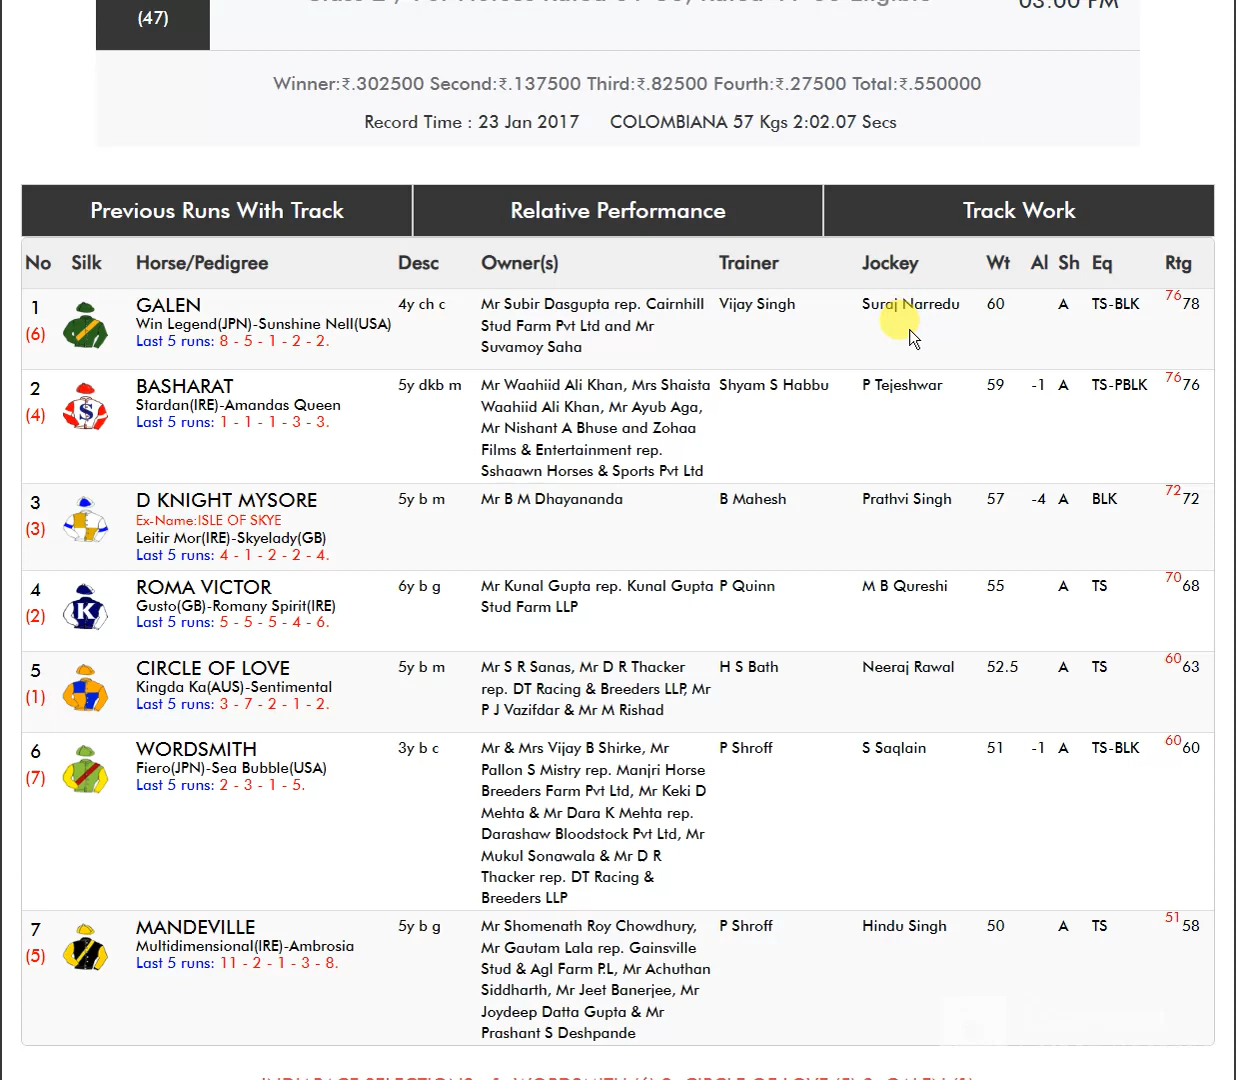 (47)
Class 2 / For Horses Rated 61-86, Rated 41-60 Eligible
03:00 PM
Winner:₹.302500 Second:₹.137500 Third:₹.82500 Fourth:₹.27500 Total:₹.550000
Record Time : 23 Jan 2017 COLOMBIANA 57 Kgs 2:02.07 Secs
Previous Runs With Track Relative Performance Track Work
No Silk Horse/Pedigree Desc Owner(s) Trainer Jockey Wt Al Sh Eq Rtg
1 GALEN 4y ch c Mr Subir Dasgupta rep. Cairnhill Vijay Singh Suraj Narredu 60 A TS-BLK 76 78
(6) Win Legend(JPN)-Sunshine Nell(USA) Stud Farm Pvt Ltd and Mr
Last 5 runs: 8 - 5 - 1 - 2 - 2. Suvamoy Saha
2 BASHARAT 5y dkb m Mr Waahiid Ali Khan, Mrs Shaista Shyam S Habbu P Tejeshwar 59 -1 A TS-PBLK 76 76
(4) Stardan(IRE)-Amandas Queen Waahiid Ali Khan, Mr Ayub Aga,
S
Last 5 runs: 1 - 1 - 1 - 3 - 3. Mr Nishant A Bhuse and Zohaa
Films & Entertainment rep.
Sshaawn Horses & Sports Pvt Ltd
3 D KNIGHT MYSORE 5y b m Mr B M Dhayananda B Mahesh Prathvi Singh 57 -4 A BLK 72 72
(3) Ex-Name:ISLE OF SKYE
Leitir Mor(IRE)-Skyelady(GB)
Last 5 runs: 4 - 1 - 2 - 2 - 4.
4 ROMA VICTOR 6y b g Mr Kunal Gupta rep. Kunal Gupta P Quinn M B Qureshi 55 A TS 70 68
(2) Gusto(GB)-Romany Spirit(IRE) Stud Farm LLP
K
Last 5 runs: 5 - 5 - 5 - 4 - 6.
5 CIRCLE OF LOVE 5y b m Mr S R Sanas, Mr D R Thacker H S Bath Neeraj Rawal 52.5 A TS 60 63
(1) Kingda Ka(AUS)-Sentimental rep. DT Racing & Breeders LLP, Mr
Last 5 runs: 3 - 7 - 2 - 1 - 2. P J Vazifdar & Mr M Rishad
6 WORDSMITH 3y b c Mr & Mrs Vijay B Shirke, Mr P Shroff S Saqlain 51 -1 A TS-BLK 60 60
(7) Fiero(JPN)-Sea Bubble(USA) Pallon S Mistry rep. Manjri Horse
Last 5 runs: 2 - 3 - 1 - 5. Breeders Farm Pvt Ltd, Mr Keki D
Mehta & Mr Dara K Mehta rep.
Darashaw Bloodstock Pvt Ltd, Mr
Mukul Sonawala & Mr D R
Thacker rep. DT Racing &
Breeders LLP
7 MANDEVILLE 5y b g Mr Shomenath Roy Chowdhury, P Shroff Hindu Singh 50 A TS 51 58
(5) Multidimensional(IRE)-Ambrosia Mr Gautam Lala rep. Gainsville
Last 5 runs: 11 - 2 - 1 - 3 - 8. Stud & Agl Farm P.L, Mr Achuthan
Siddharth, Mr Jeet Banerjee, Mr
Joydeep Datta Gupta & Mr
Prashant S Deshpande